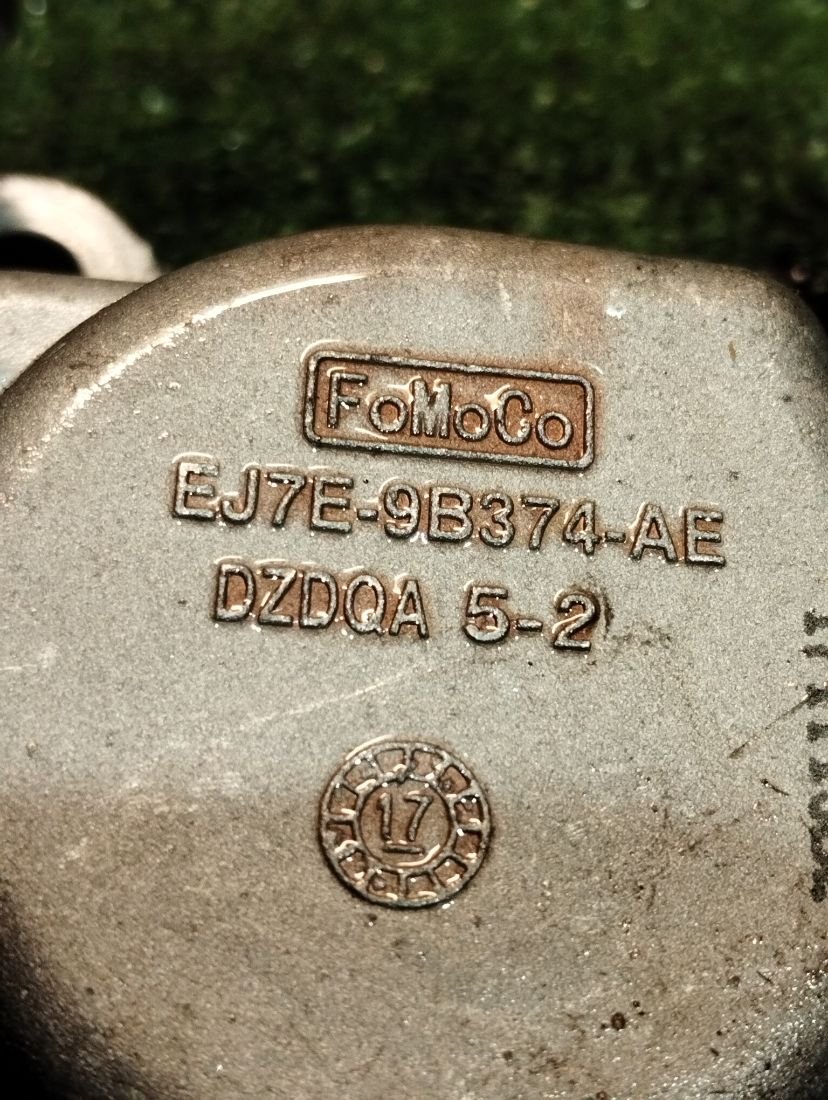 FoMoCo
EJ7E-9B374-AE
DZDQA 5-2
17